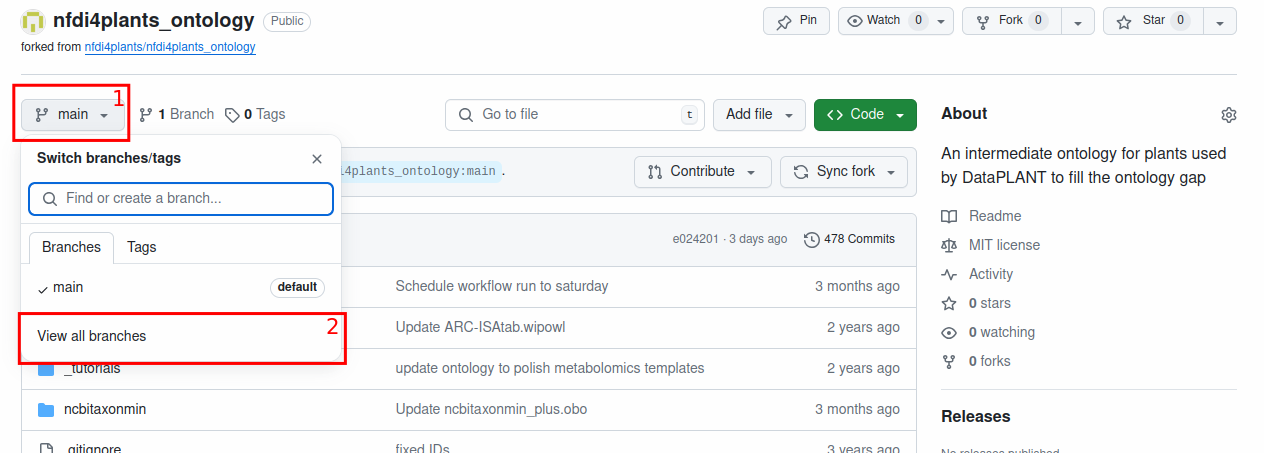 nfdi4plants_ontology Public
Pin Watch 0 Fork 0 Star 0
forked from nfdi4plants/nfdi4plants_ontology
1
main 1 Branch 0 Tags Go to file t Add file Code
Switch branches/tags
Find or create a branch...
Branches Tags
main default
2
View all branches
i4plants_ontology:main .
Contribute Sync fork
e024201 · 3 days ago 478 Commits
Schedule workflow run to saturday 3 months ago
Update ARC-ISAtab.wipowl 2 years ago
_tutorials update ontology to polish metabolomics templates 2 years ago
ncbitaxonmin Update ncbitaxonmin_plus.obo 3 months ago
.gitignore fixed IDs 3 years ago
About
An intermediate ontology for plants used
by DataPLANT to fill the ontology gap
Readme
MIT license
Activity
0 stars
0 watching
0 forks
Releases
No releases published